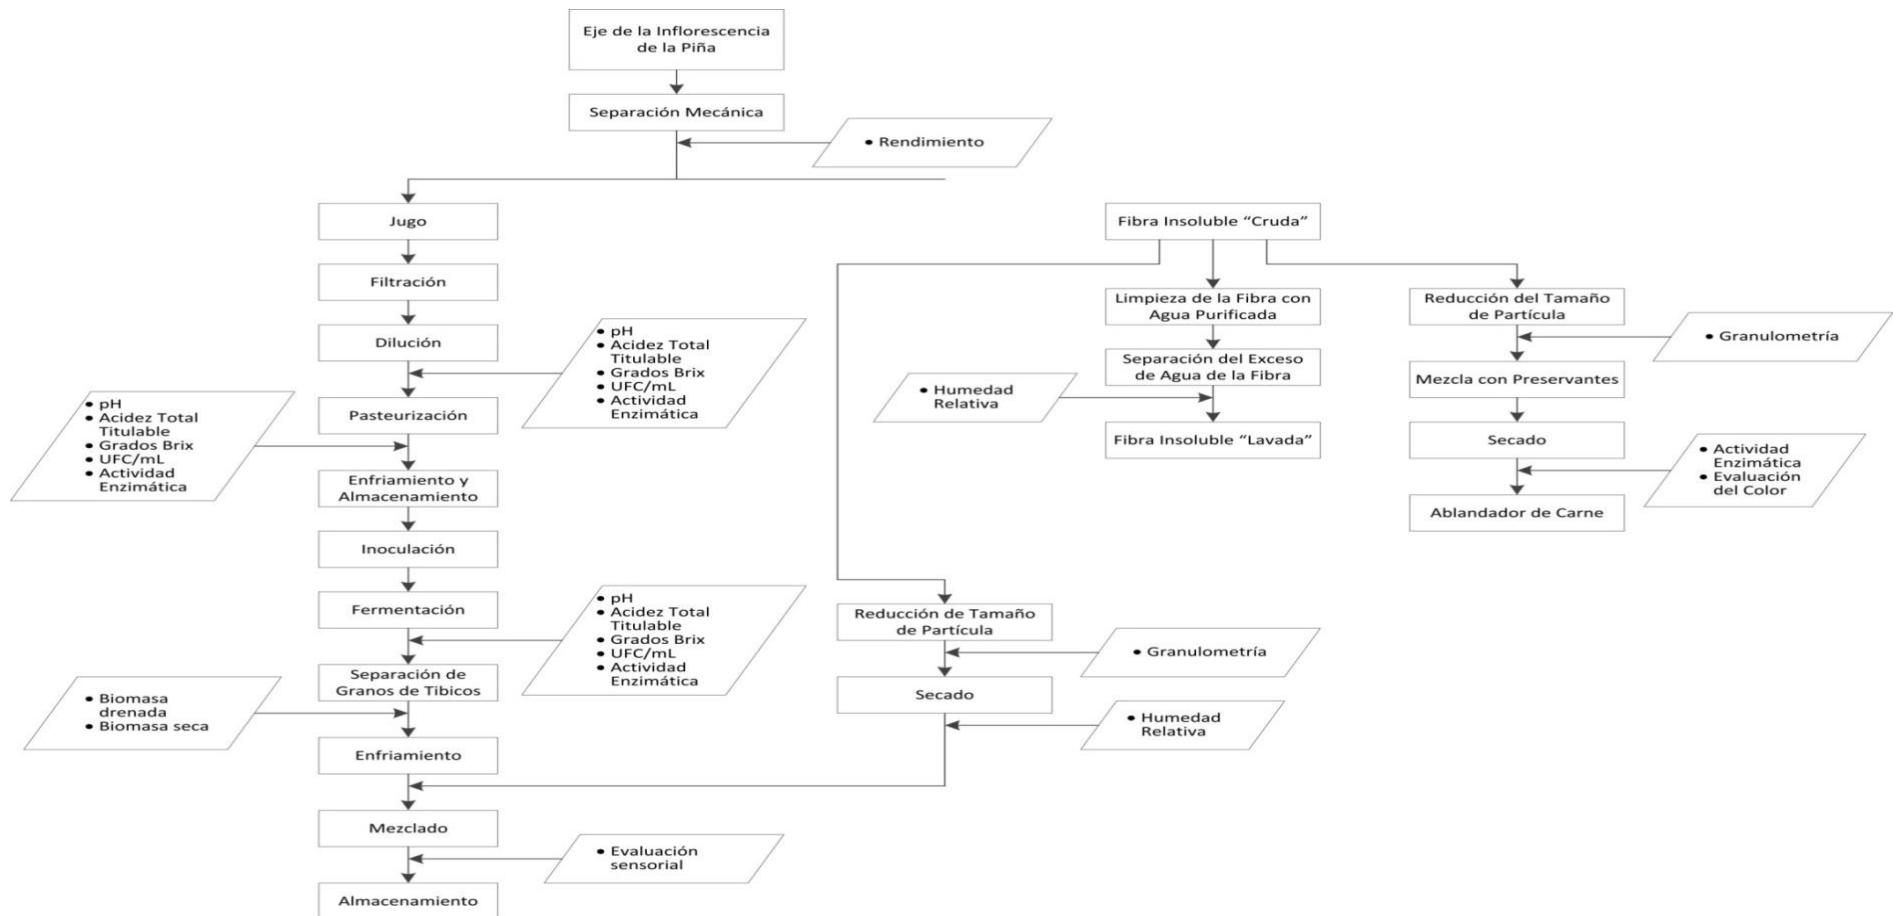 Eje de la Inflorescencia
de la Piña
Separación Mecánica
• Rendimiento
Jugo
Filtración
Dilución
• pH
• Acidez Total
Titulable
• Grados Brix
• UFC/mL
• Actividad
Enzimática
Pasteurización
• pH
• Acidez Total
Titulable
• Grados Brix
• UFC/mL
• Actividad
Enzimática
Enfriamiento y
Almacenamiento
Inoculación
Fermentación
• pH
• Acidez Total
Titulable
• Grados Brix
• UFC/mL
• Actividad
Enzimática
Separación de
Granos de Tibicos
• Biomasa
drenada
• Biomasa seca
Enfriamiento
Mezclado
• Evaluación
sensorial
Almacenamiento
Fibra Insoluble “Cruda”
Reducción de Tamaño
de Partícula
• Granulometría
Secado
• Humedad
Relativa
Limpieza de la Fibra con
Agua Purificada
Separación del Exceso
de Agua de la Fibra
• Humedad
Relativa
Fibra Insoluble “Lavada”
Reducción del Tamaño
de Partícula
• Granulometría
Mezcla con Preservantes
Secado
• Actividad
Enzimática
• Evaluación
del Color
Ablandador de Carne